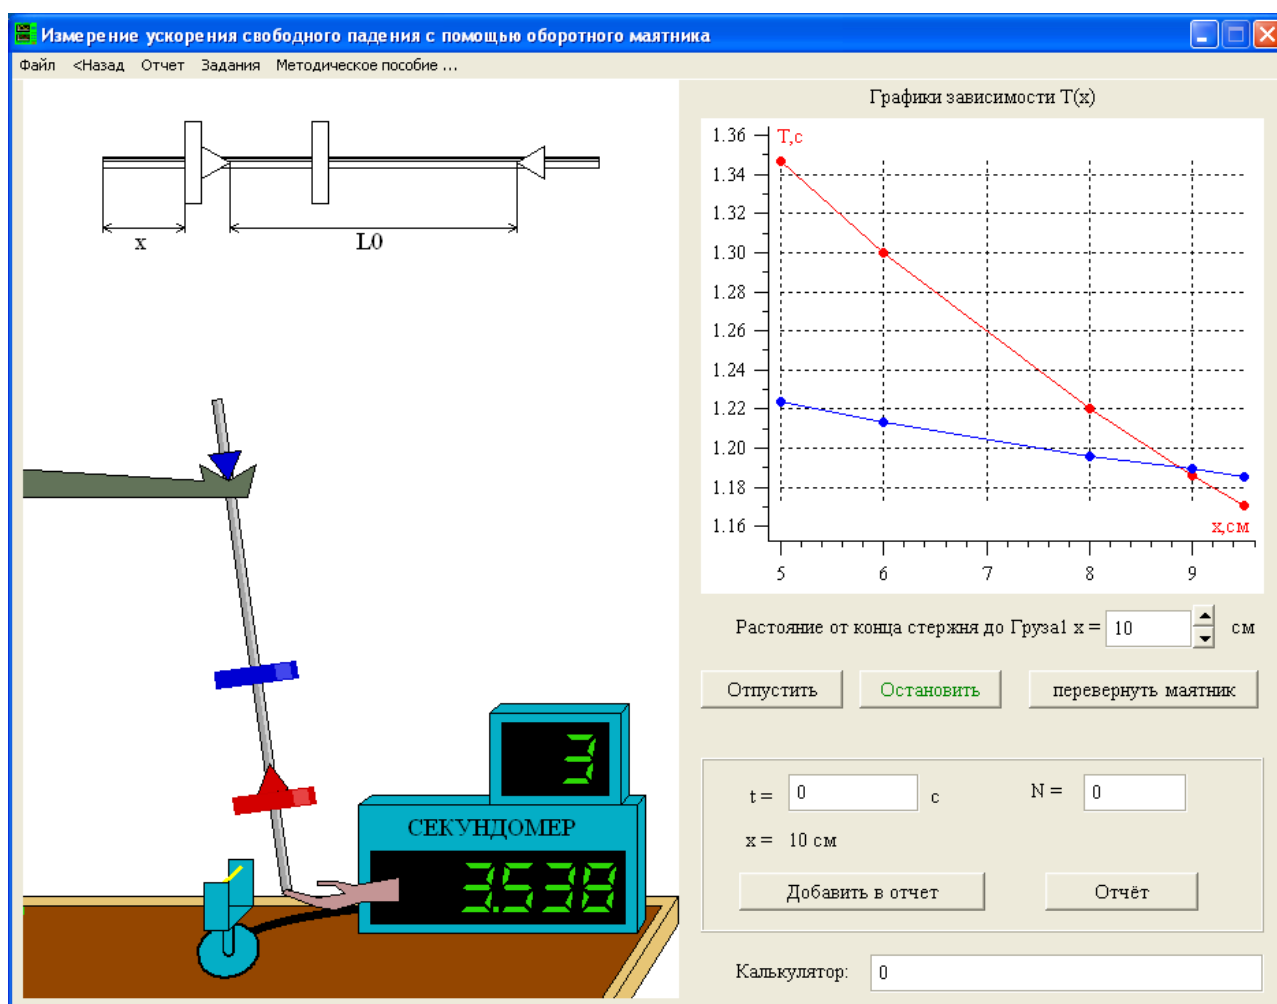 Измерение ускорения свободного падения с помощью оборотного маятника
Файл <Назад Отчет Задания Методическое пособие ...
x
L0
3
СЕКУНДОМЕР
3.538
Графики зависимости T(x)
T,c
1.36
1.34
1.32
1.30
1.28
1.26
1.24
1.22
1.20
1.18
1.16
x,см
5 6 7 8 9
Растояние от конца стержня до Груза1 x = 10 см
Отпустить Остановить перевернуть маятник
t = 0 с N = 0
x = 10 см
Добавить в отчет Отчёт
Калькулятор: 0